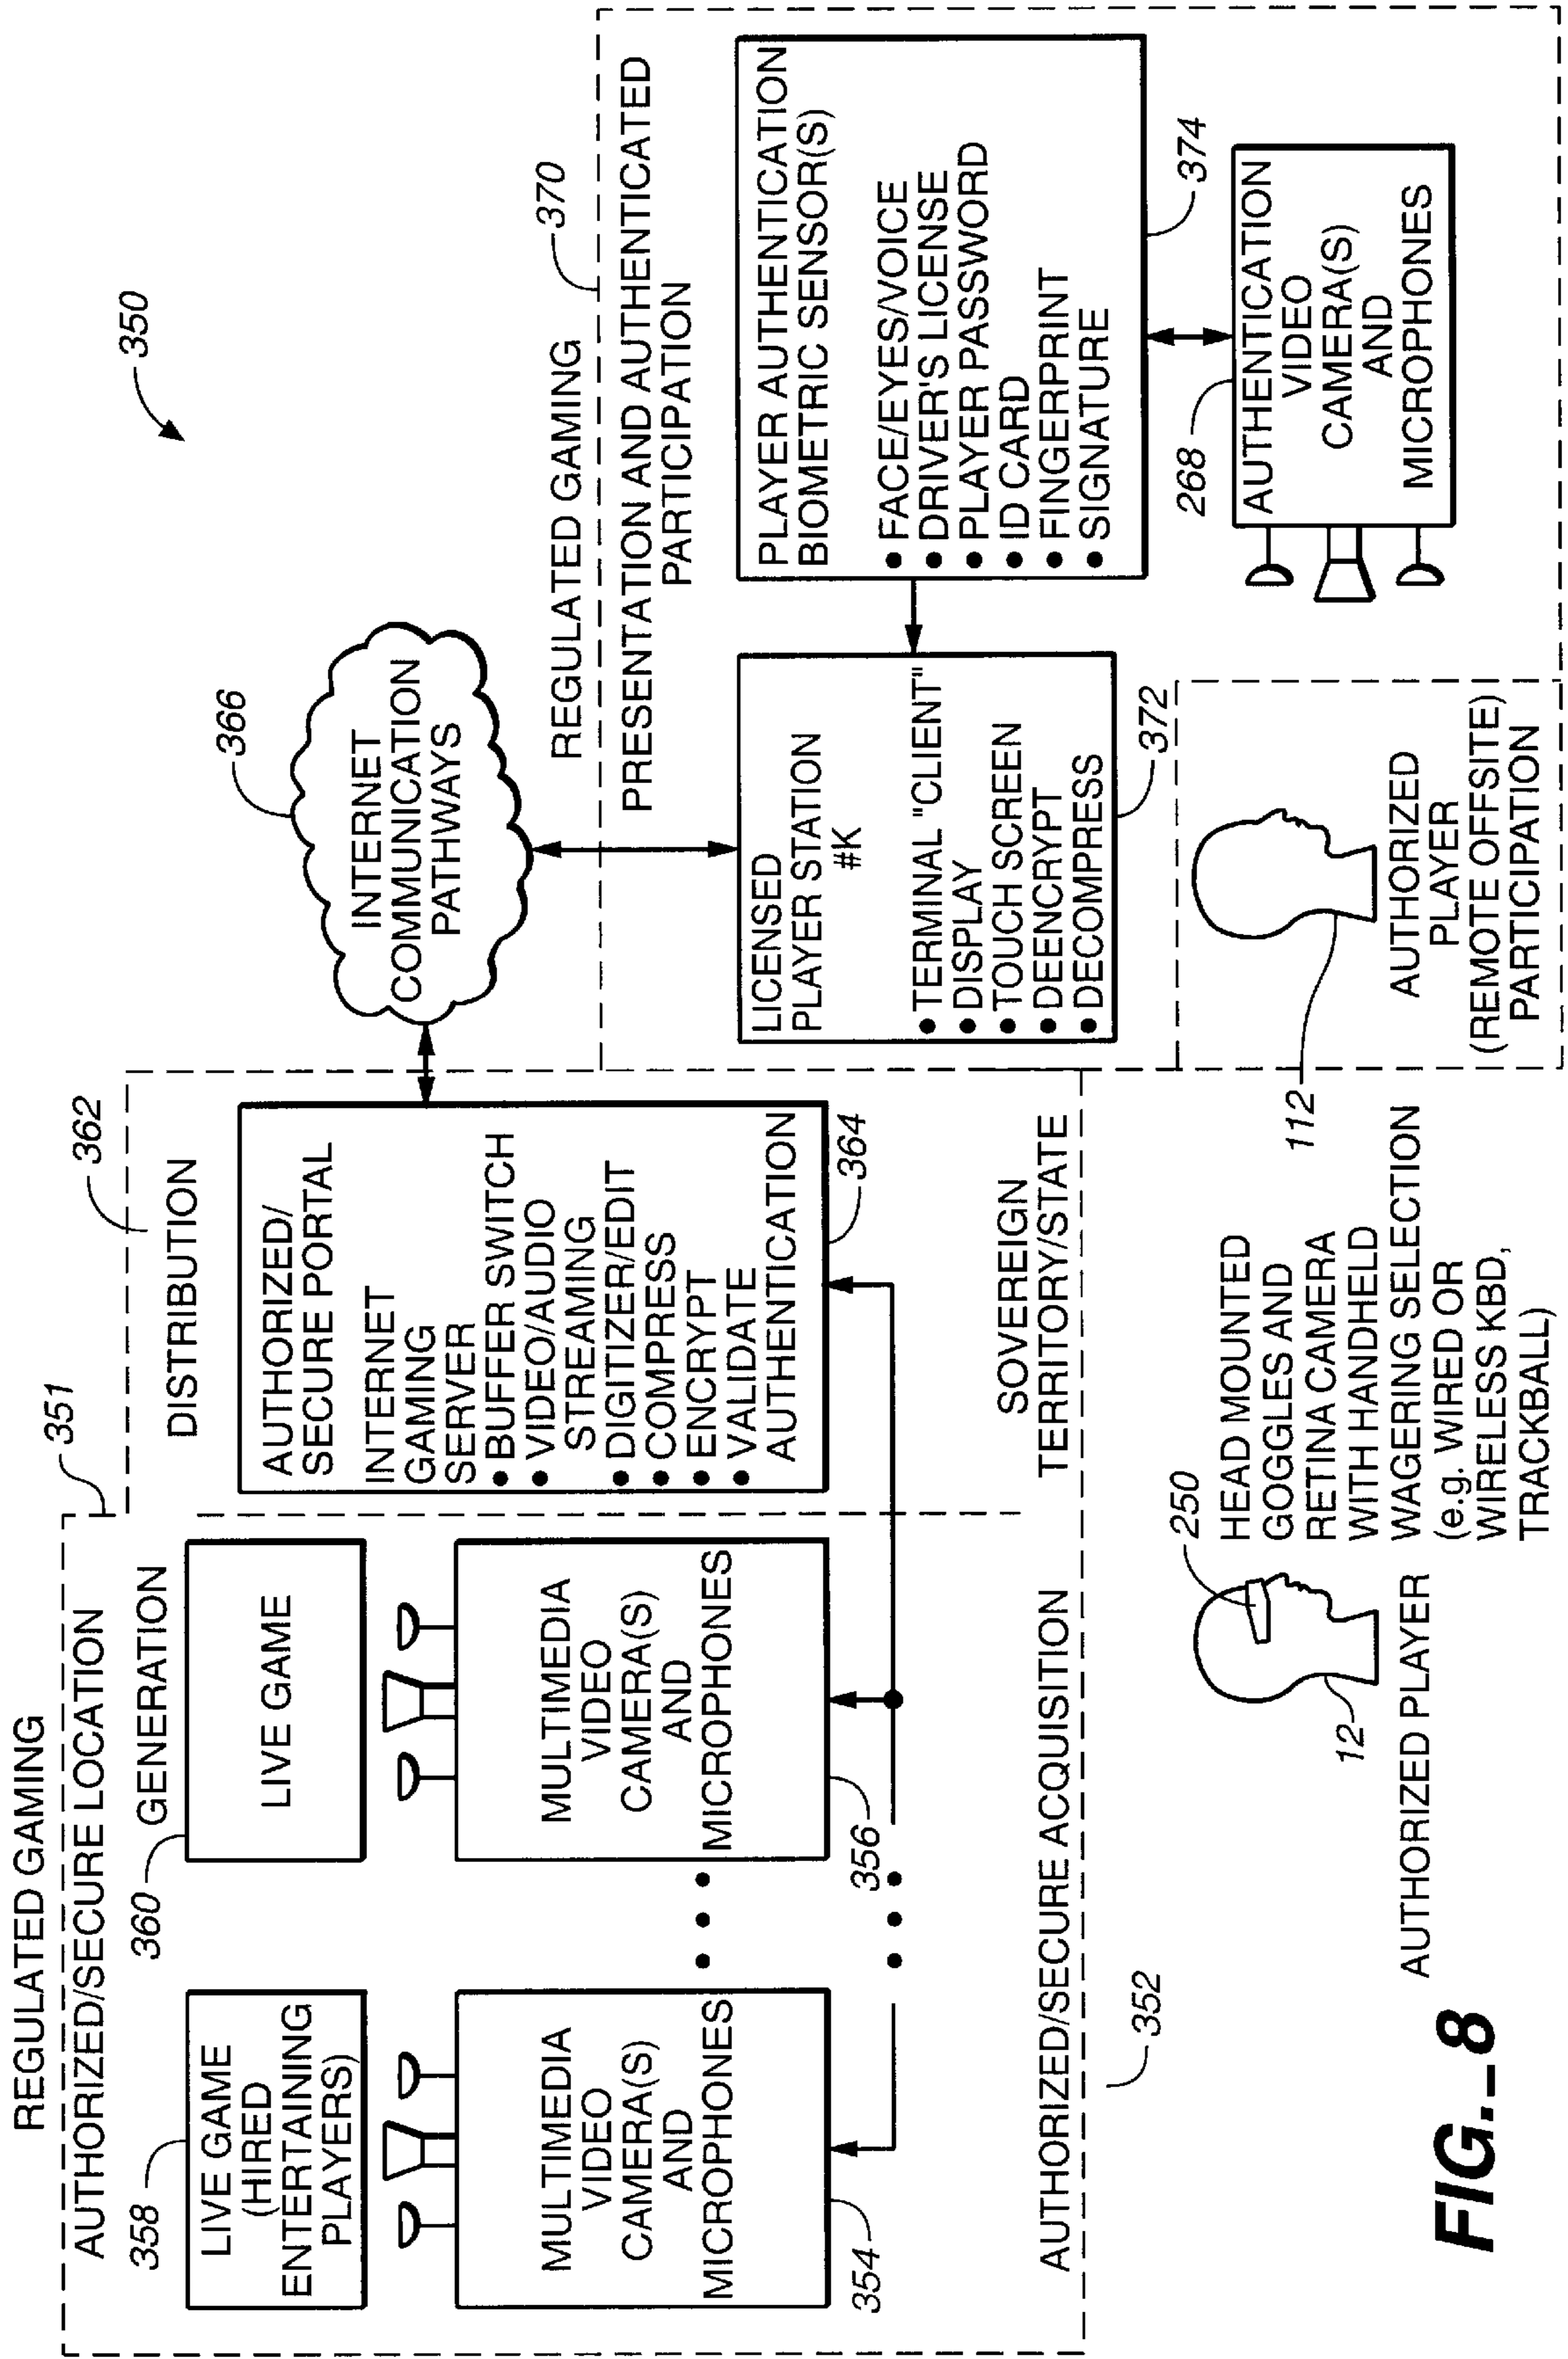 350
REGULATED GAMING
AUTHORIZED/SECURE LOCATION
351
358
360
GENERATION
LIVE GAME
(HIRED
ENTERTAINING
PLAYERS)
LIVE GAME
MULTIMEDIA
VIDEO
CAMERA(S)
AND
MICROPHONES
354
MULTIMEDIA
VIDEO
CAMERA(S)
AND
MICROPHONES
356
AUTHORIZED/SECURE ACQUISITION
352
362
DISTRIBUTION
AUTHORIZED/
SECURE PORTAL
INTERNET
GAMING
SERVER
• BUFFER SWITCH
• VIDEO/AUDIO
STREAMING
• DIGITIZER/EDIT
• COMPRESS
• ENCRYPT
• VALIDATE
AUTHENTICATION
364
SOVEREIGN
TERRITORY/STATE
366
INTERNET
COMMUNICATION
PATHWAYS
370
REGULATED GAMING
PRESENTATION AND AUTHENTICATED
PARTICIPATION
LICENSED
PLAYER STATION
#K
• TERMINAL "CLIENT"
• DISPLAY
• TOUCH SCREEN
• DEENCRYPT
• DECOMPRESS
372
PLAYER AUTHENTICATION
BIOMETRIC SENSOR(S)
• FACE/EYES/VOICE
• DRIVER'S LICENSE
• PLAYER PASSWORD
• ID CARD
• FINGERPRINT
• SIGNATURE
374
268
AUTHENTICATION
VIDEO
CAMERA(S)
AND
MICROPHONES
112
AUTHORIZED
PLAYER
(REMOTE OFFSITE)
PARTICIPATION
12
250
AUTHORIZED PLAYER
HEAD MOUNTED
GOGGLES AND
RETINA CAMERA
WITH HANDHELD
WAGERING SELECTION
(e.g. WIRED OR
WIRELESS KBD,
TRACKBALL)
FIG._8